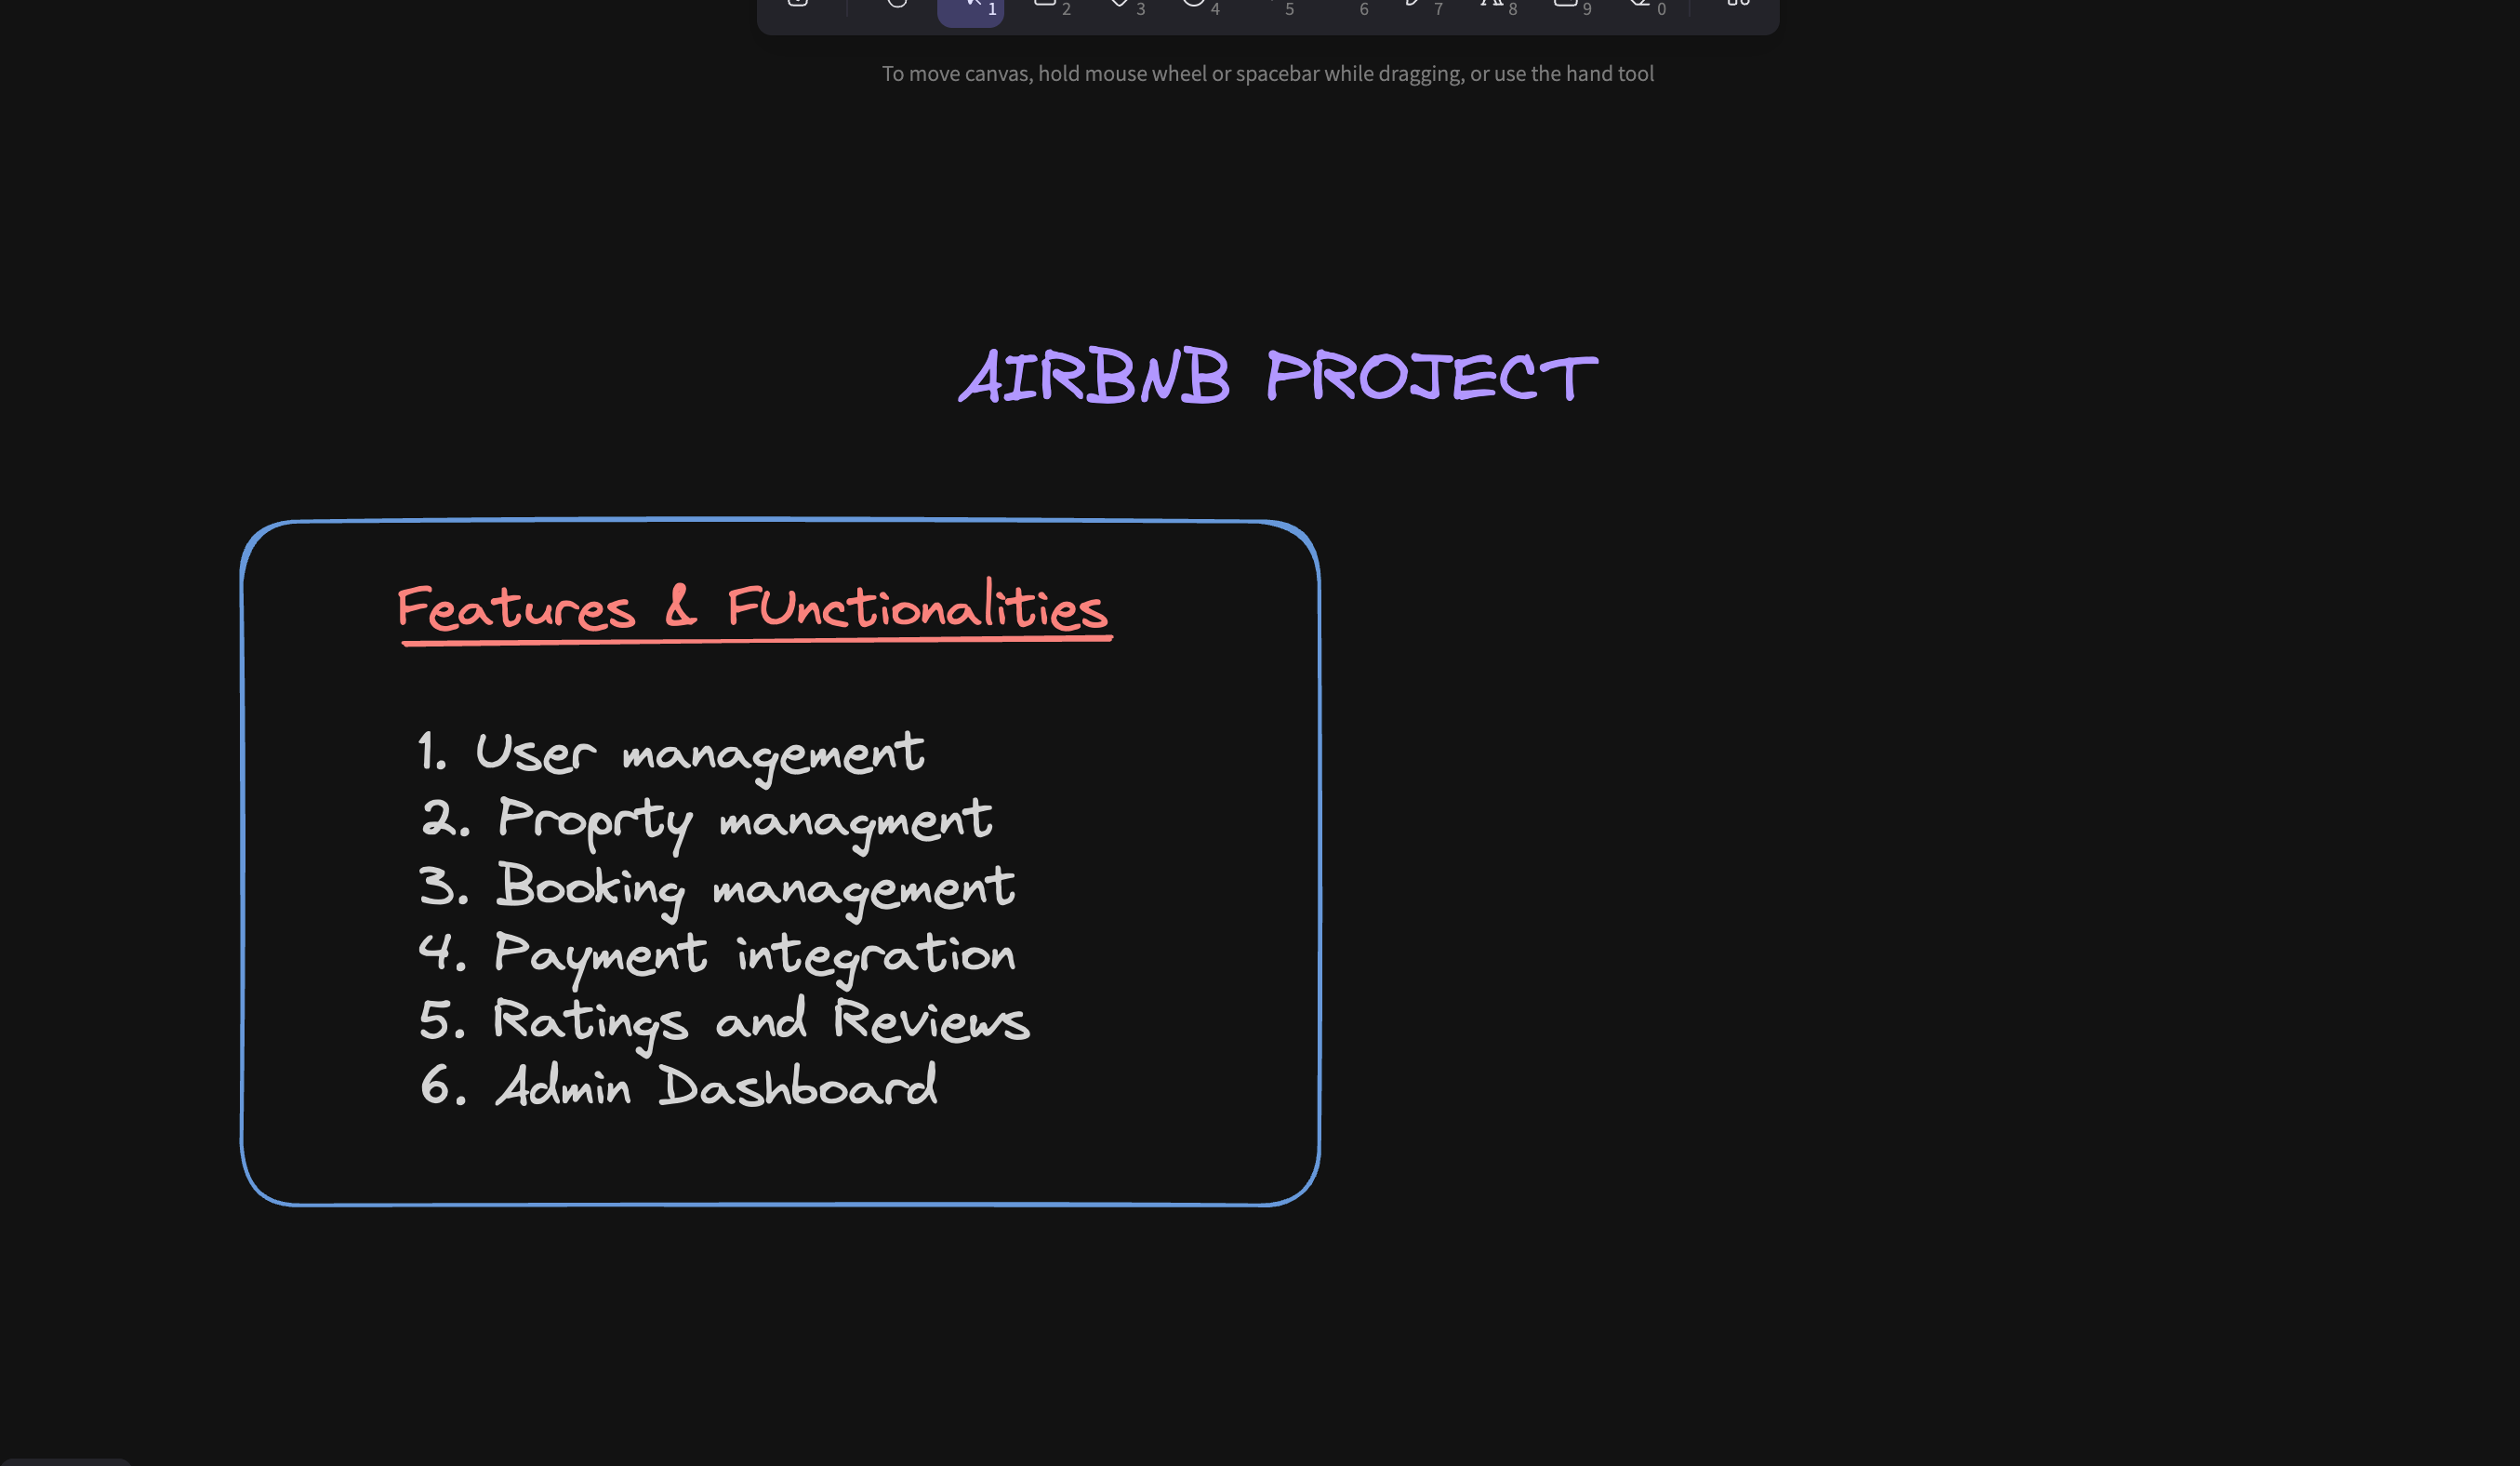 1 2 3 4 5 6 7 8 9 0
To move canvas, hold mouse wheel or spacebar while dragging, or use the hand tool
AIRBNB PROJECT
Features & FUnctionalities
1. User management
2. Proprty managment
3. Booking management
4. Payment integration
5. Ratings and Reviews
6. Admin Dashboard